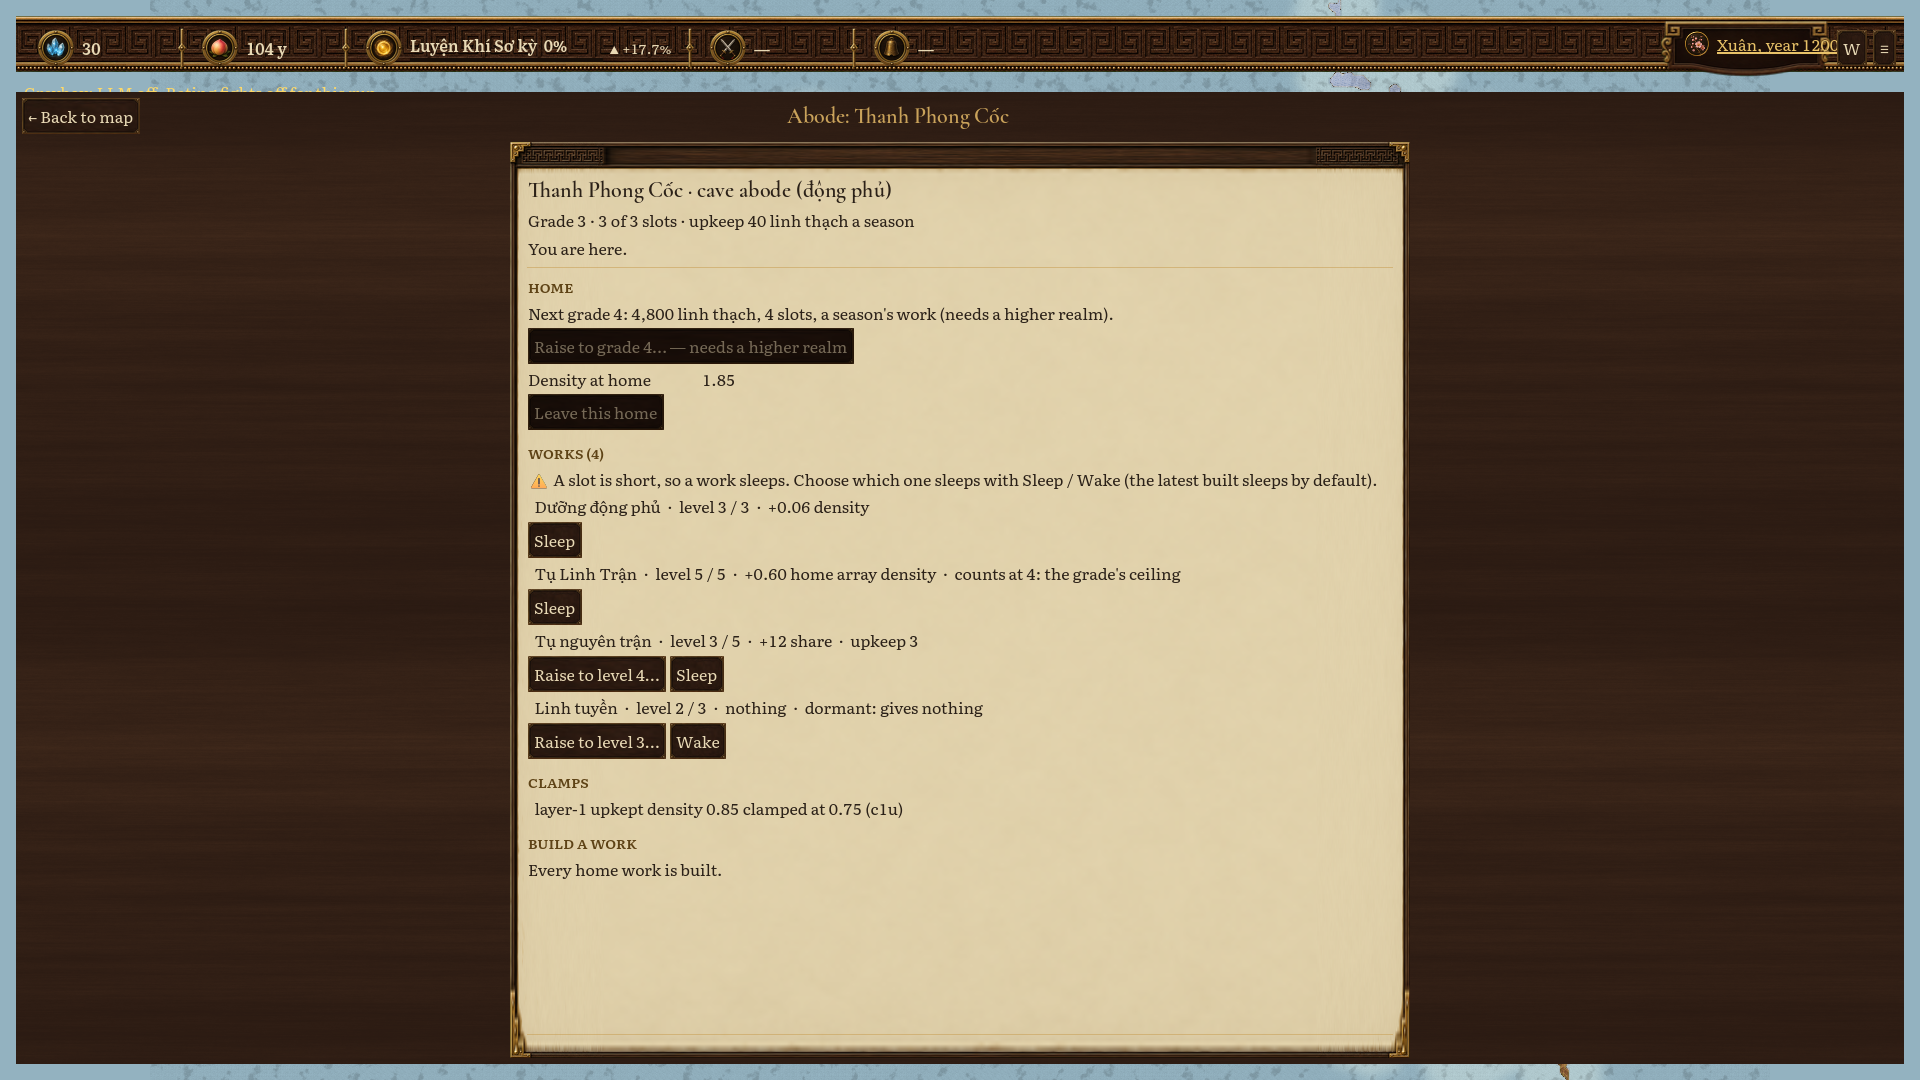 30
104 y
Luyện Khí Sơ kỳ 0%
▲ +17.7%
—
—
Xuân, year 1200
W
≡
← Back to map
Abode: Thanh Phong Cốc
Thanh Phong Cốc · cave abode (động phủ)
Grade 3 · 3 of 3 slots · upkeep 40 linh thạch a season
You are here.
HOME
Next grade 4: 4,800 linh thạch, 4 slots, a season's work (needs a higher realm).
Raise to grade 4… — needs a higher realm
Density at home 1.85
Leave this home
WORKS (4)
⚠️ A slot is short, so a work sleeps. Choose which one sleeps with Sleep / Wake (the latest built sleeps by default).
Dưỡng động phủ · level 3 / 3 · +0.06 density
Sleep
Tụ Linh Trận · level 5 / 5 · +0.60 home array density · counts at 4: the grade's ceiling
Sleep
Tụ nguyên trận · level 3 / 5 · +12 share · upkeep 3
Raise to level 4… Sleep
Linh tuyền · level 2 / 3 · nothing · dormant: gives nothing
Raise to level 3… Wake
CLAMPS
layer-1 upkept density 0.85 clamped at 0.75 (c1u)
BUILD A WORK
Every home work is built.